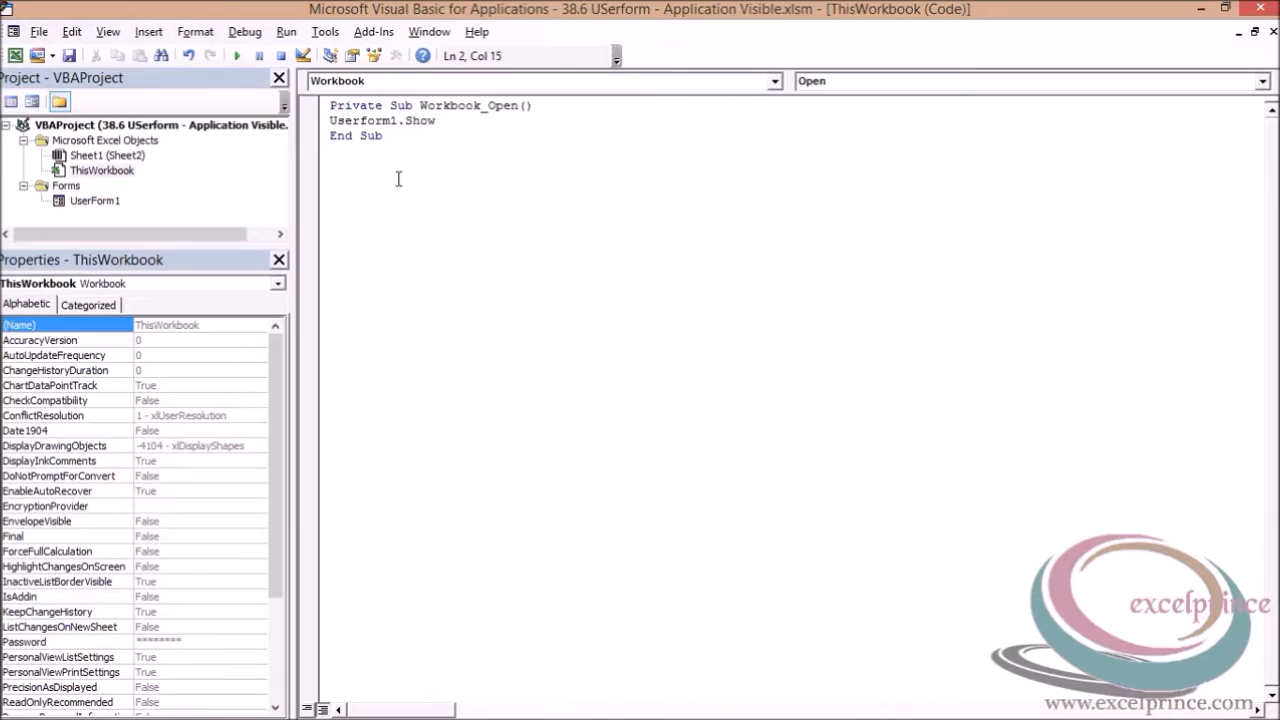 Microsoft Visual Basic for Applications - 38.6 USerform - Application Visible.xlsm - [ThisWorkbook (Code)]
File Edit View Insert Format Debug Run Tools Add-Ins Window Help
Ln 2, Col 15
Project - VBAProject
Workbook
Open
VBAProject (38.6 USerform - Application Visible.
Microsoft Excel Objects
Sheet1 (Sheet2)
ThisWorkbook
Forms
UserForm1
Private Sub Workbook_Open()
Userform1.Show
End Sub
Properties - ThisWorkbook
ThisWorkbook Workbook
Alphabetic Categorized
(Name) ThisWorkbook
AccuracyVersion 0
AutoUpdateFrequency 0
ChangeHistoryDuration 0
ChartDataPointTrack True
CheckCompatibility False
ConflictResolution 1 - xlUserResolution
Date1904 False
DisplayDrawingObjects -4104 - xlDisplayShapes
DisplayInkComments True
DoNotPromptForConvert False
EnableAutoRecover True
EncryptionProvider
EnvelopeVisible False
Final False
ForceFullCalculation False
HighlightChangesOnScreen False
InactiveListBorderVisible True
IsAddin False
KeepChangeHistory True
ListChangesOnNewSheet False
Password ********
PersonalViewListSettings True
PersonalViewPrintSettings True
PrecisionAsDisplayed False
ReadOnlyRecommended False
excelprince
www.excelprince.com